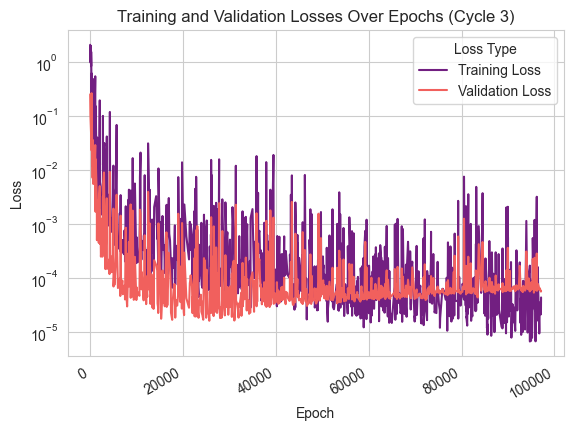 Training and Validation Losses Over Epochs (Cycle 3)
Loss Type
Training Loss
Validation Loss
10⁰
10⁻¹
10⁻²
10⁻³
10⁻⁴
10⁻⁵
Loss
0
20000
40000
60000
80000
100000
Epoch